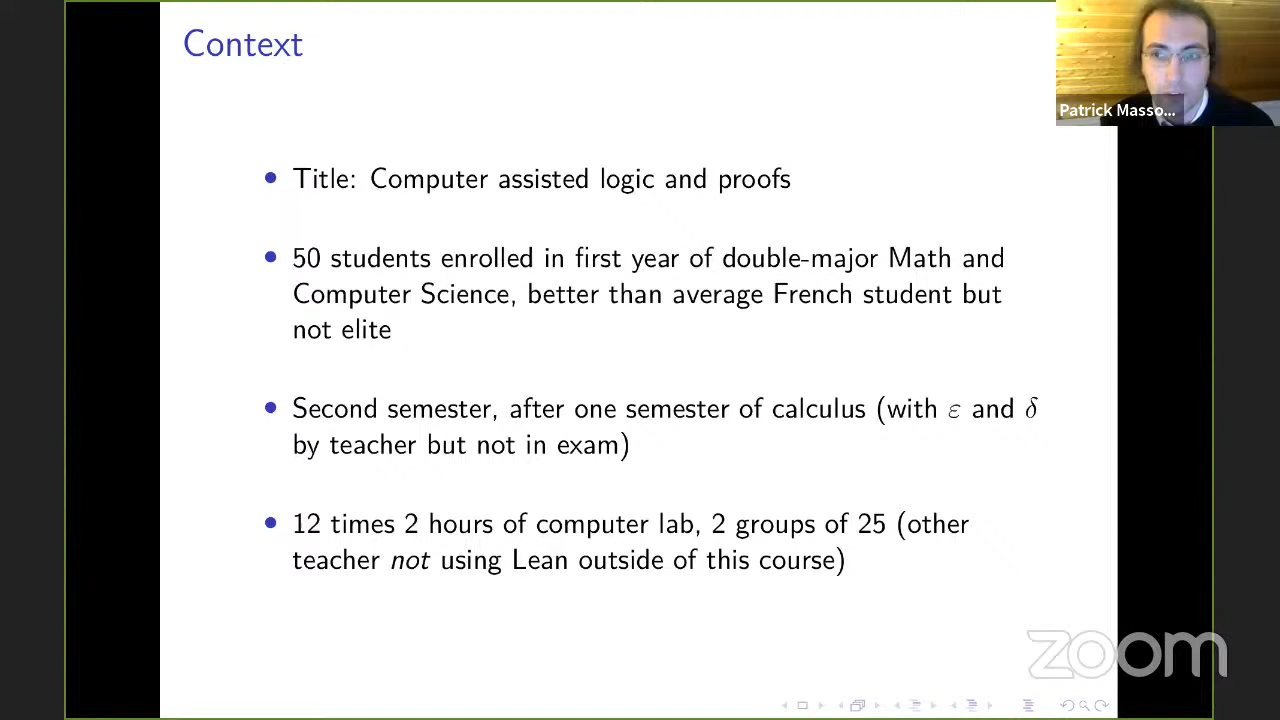 Context
Patrick Masso...
• Title: Computer assisted logic and proofs
• 50 students enrolled in first year of double-major Math and
Computer Science, better than average French student but
not elite
• Second semester, after one semester of calculus (with ε and δ
by teacher but not in exam)
• 12 times 2 hours of computer lab, 2 groups of 25 (other
teacher not using Lean outside of this course)
zoom